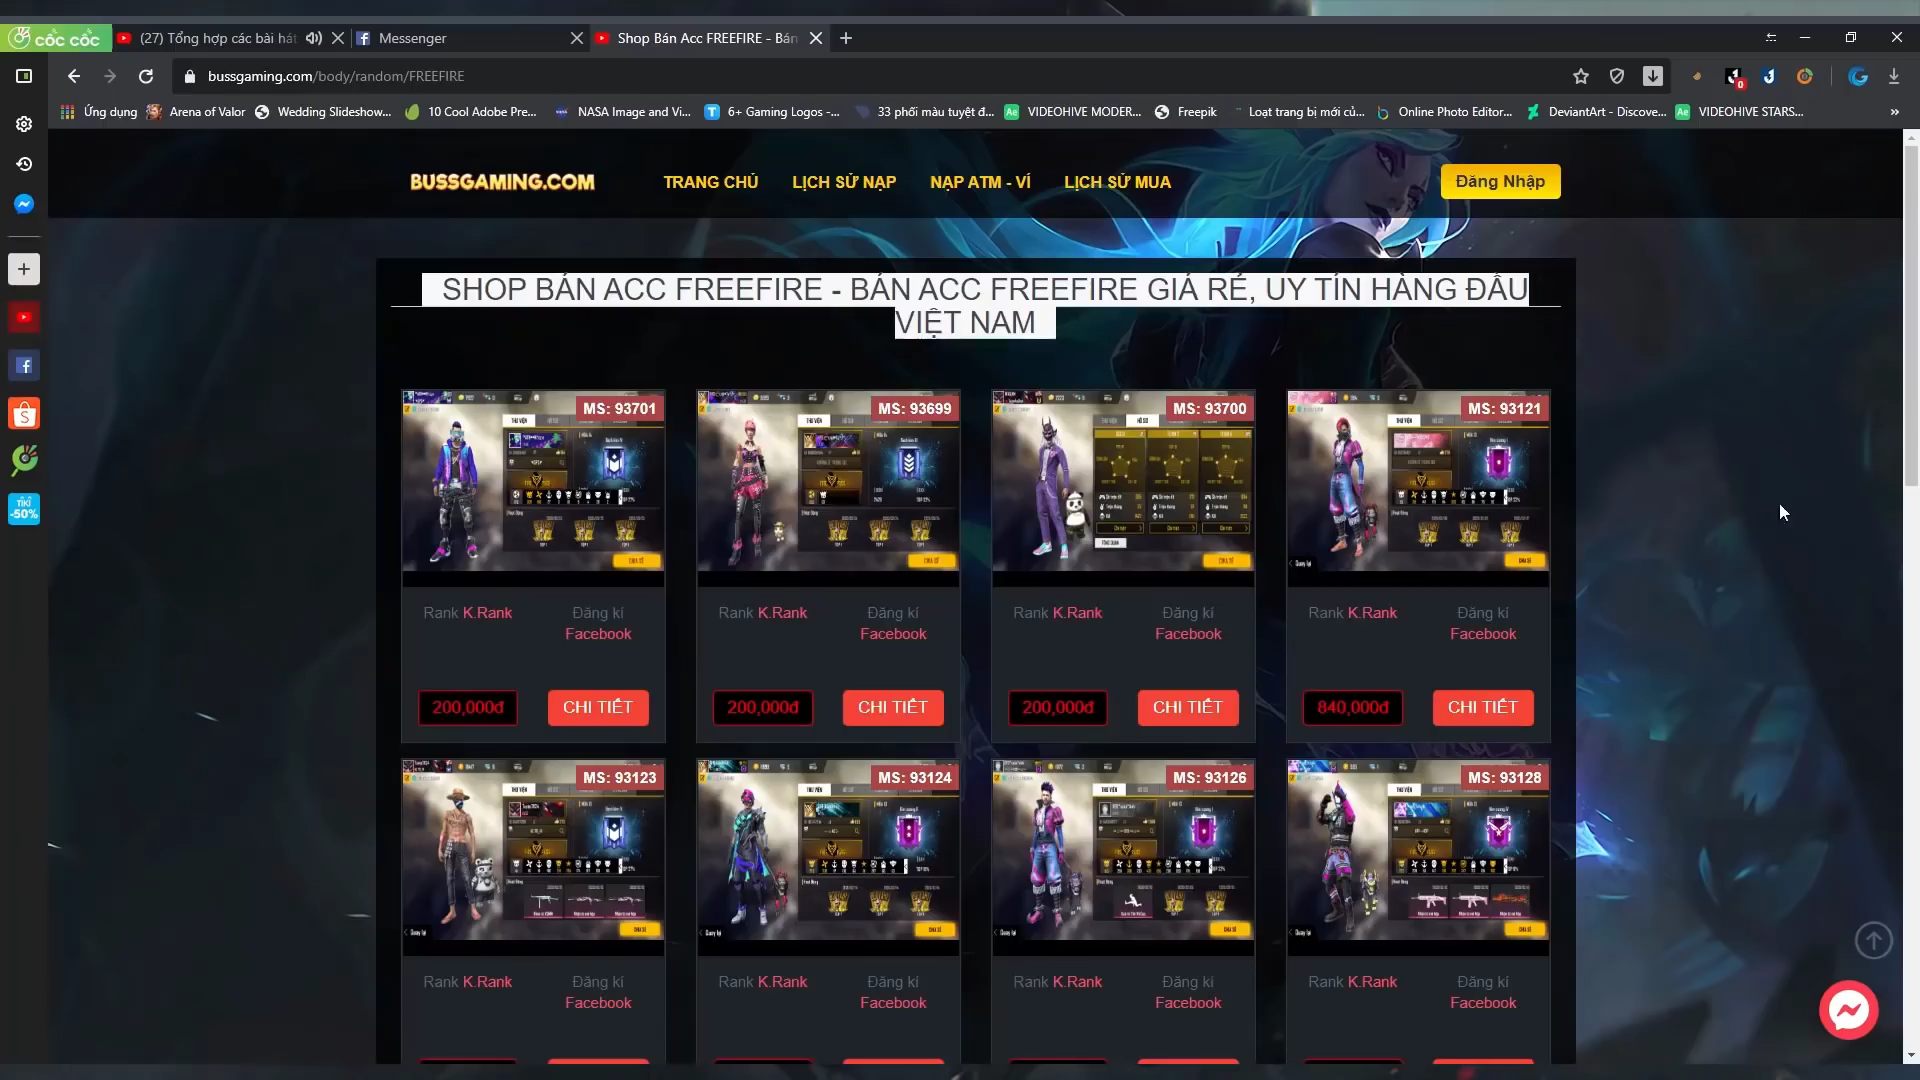 cốc cốc
(27) Tổng hợp các bài hát
Messenger
Shop Bán Acc FREEFIRE - Bán
bussgaming.com/body/random/FREEFIRE
Ứng dụng
Arena of Valor
Wedding Slideshow...
10 Cool Adobe Pre...
NASA Image and Vi...
6+ Gaming Logos -...
33 phối màu tuyệt đ...
VIDEOHIVE MODER...
Freepik
Loạt trang bị mới củ...
Online Photo Editor...
DeviantArt - Discove...
VIDEOHIVE STARS...
BUSSGAMING.COM
TRANG CHỦ
LỊCH SỬ NẠP
NẠP ATM - VÍ
LỊCH SỬ MUA
Đăng Nhập
TIKI
-50%
SHOP BÁN ACC FREEFIRE - BÁN ACC FREEFIRE GIÁ RẺ, UY TÍN HÀNG ĐẦU
VIỆT NAM
MS: 93701
MS: 93699
MS: 93700
MS: 93121
Rank K.Rank
Đăng kí
Facebook
Rank K.Rank
Đăng kí
Facebook
Rank K.Rank
Đăng kí
Facebook
Rank K.Rank
Đăng kí
Facebook
200,000đ
CHI TIẾT
200,000đ
CHI TIẾT
200,000đ
CHI TIẾT
840,000đ
CHI TIẾT
MS: 93123
MS: 93124
MS: 93126
MS: 93128
Rank K.Rank
Đăng kí
Facebook
Rank K.Rank
Đăng kí
Facebook
Rank K.Rank
Đăng kí
Facebook
Rank K.Rank
Đăng kí
Facebook